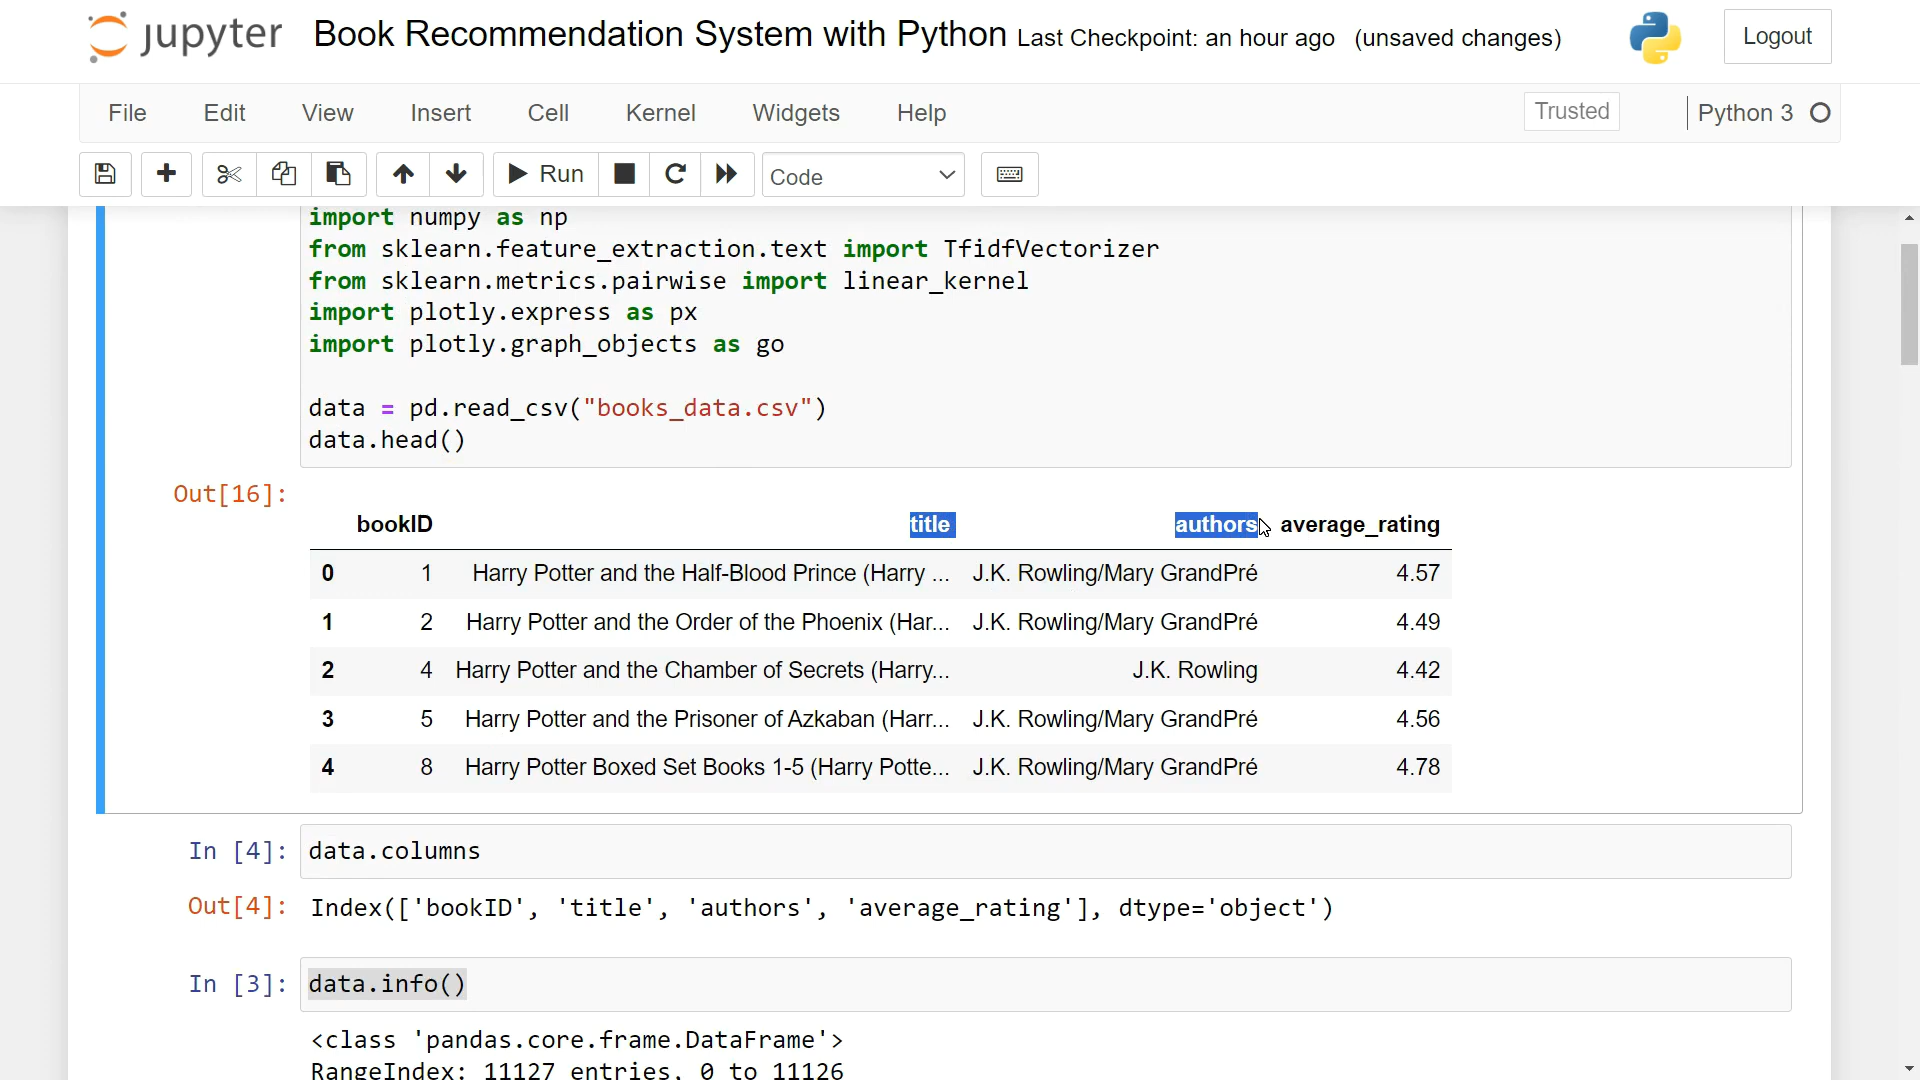 jupyter Book Recommendation System with Python Last Checkpoint: an hour ago (unsaved changes) Logout
File Edit View Insert Cell Kernel Widgets Help Trusted Python 3
Run Code
import numpy as np
from sklearn.feature_extraction.text import TfidfVectorizer
from sklearn.metrics.pairwise import linear_kernel
import plotly.express as px
import plotly.graph_objects as go
data = pd.read_csv("books_data.csv")
data.head()
Out[16]:
bookID title authors average_rating
0 1 Harry Potter and the Half-Blood Prince (Harry ... J.K. Rowling/Mary GrandPré 4.57
1 2 Harry Potter and the Order of the Phoenix (Har... J.K. Rowling/Mary GrandPré 4.49
2 4 Harry Potter and the Chamber of Secrets (Harry... J.K. Rowling 4.42
3 5 Harry Potter and the Prisoner of Azkaban (Harr... J.K. Rowling/Mary GrandPré 4.56
4 8 Harry Potter Boxed Set Books 1-5 (Harry Potte... J.K. Rowling/Mary GrandPré 4.78
In [4]: data.columns
Out[4]: Index(['bookID', 'title', 'authors', 'average_rating'], dtype='object')
In [3]: data.info()
<class 'pandas.core.frame.DataFrame'>
RangeIndex: 11127 entries, 0 to 11126